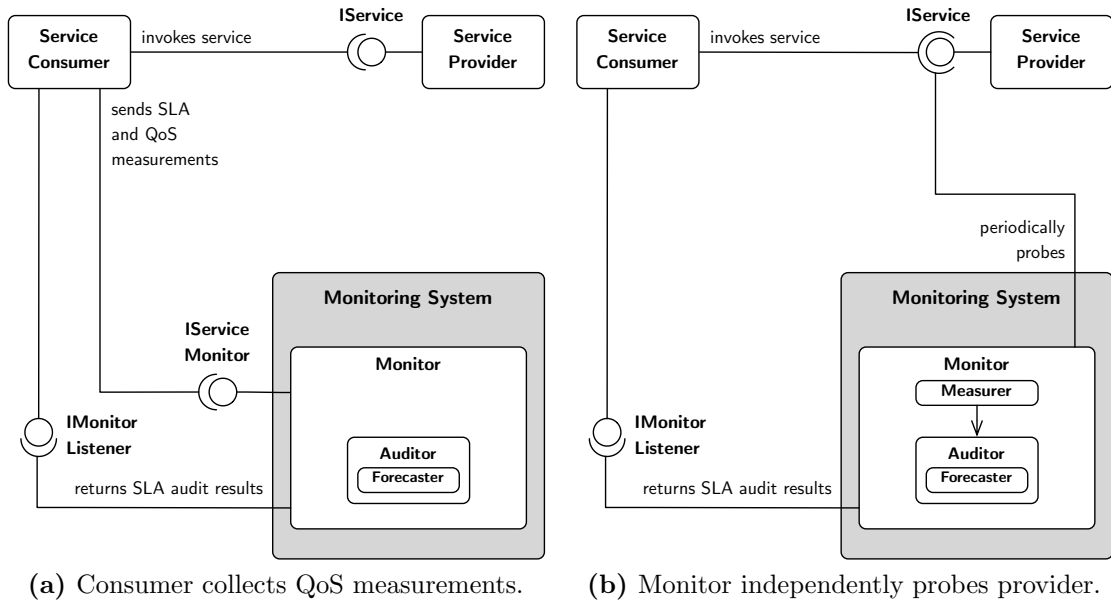 IService
Service
Consumer
invokes service
Service
Provider
sends SLA
and QoS
measurements
Monitoring System
IService
Monitor
Monitor
IMonitor
Listener
Auditor
Forecaster
returns SLA audit results
(a) Consumer collects QoS measurements.
IService
Service
Consumer
invokes service
Service
Provider
periodically
probes
Monitoring System
Monitor
Measurer
IMonitor
Listener
Auditor
Forecaster
returns SLA audit results
(b) Monitor independently probes provider.